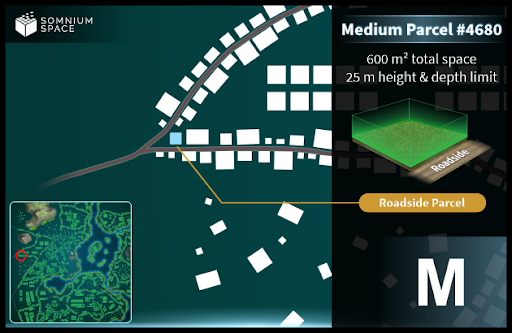 SOMNIUM
SPACE
Medium Parcel #4680
600 m² total space
25 m height & depth limit
Roadside
Roadside Parcel
M